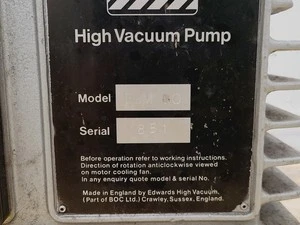 High Vacuum Pump
Model
Serial
Before operation refer to working instructions.
Direction of rotation anticlockwise viewed
on motor cooling fan.
In any enquiry quote model & serial No.
Made in England by Edwards High Vacuum,
(Part of BOC Ltd.) Crawley, Sussex, England.